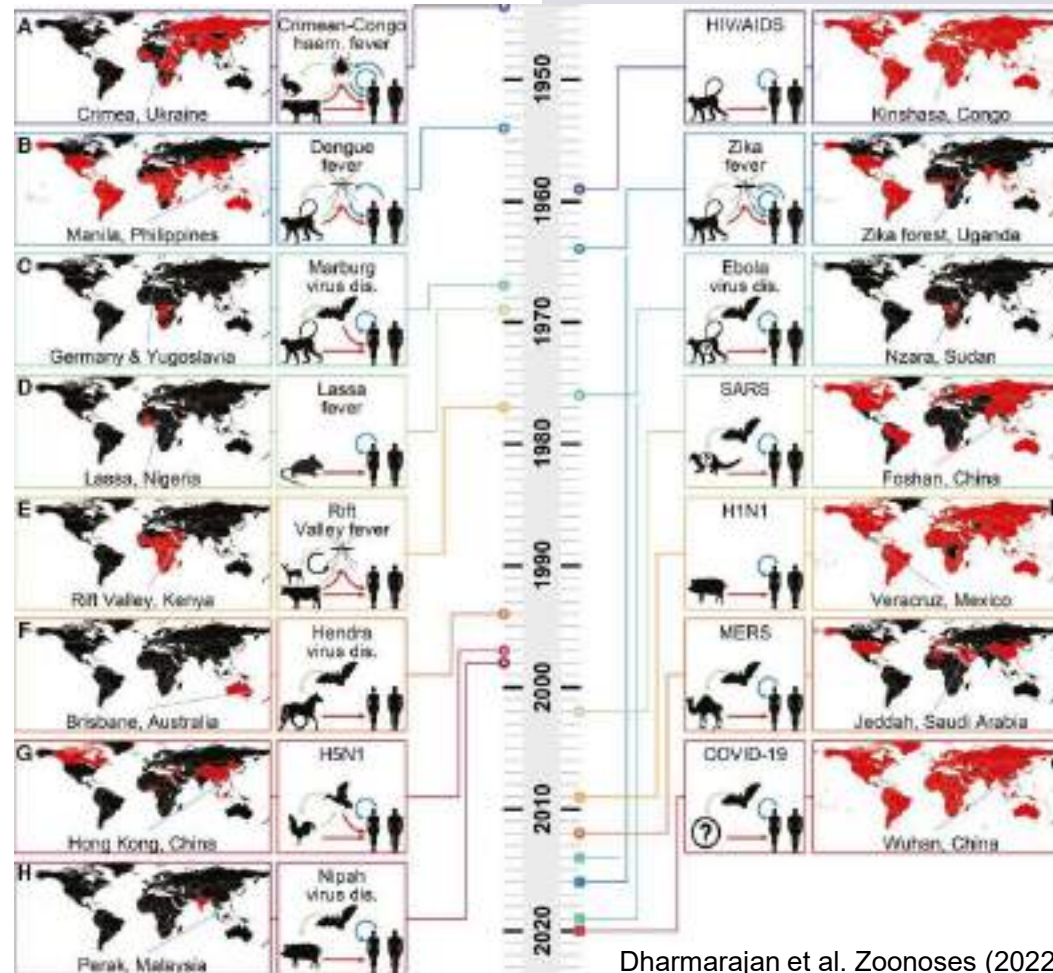 A
Crimea, Ukraine
Crimean-Congo
haem. fever
B
Manila, Philippines
Dengue
fever
C
Germany & Yugoslavia
Marburg
virus dis.
D
Lassa, Nigeria
Lassa
fever
E
Rift Valley, Kenya
Rift
Valley fever
F
Brisbane, Australia
Hendra
virus dis.
G
Hong Kong, China
H5N1
H
Perak, Malaysia
Nipah
virus dis.
1950
1960
1970
1980
1990
2000
2010
2020
HIV/AIDS
Kinshasa, Congo
Zika
fever
Zika forest, Uganda
Ebola
virus dis.
Nzara, Sudan
SARS
Foshan, China
H1N1
Veracruz, Mexico
MERS
Jeddah, Saudi Arabia
COVID-19
?
Wuhan, China
Dharmarajan et al. Zoonoses (2022